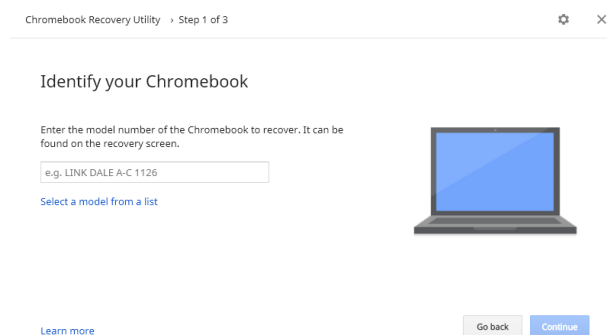 Chromebook Recovery Utility › Step 1 of 3
Identify your Chromebook
Enter the model number of the Chromebook to recover. It can be
found on the recovery screen.
e.g. LINK DALE A-C 1126
Select a model from a list
Learn more
Go back
Continue